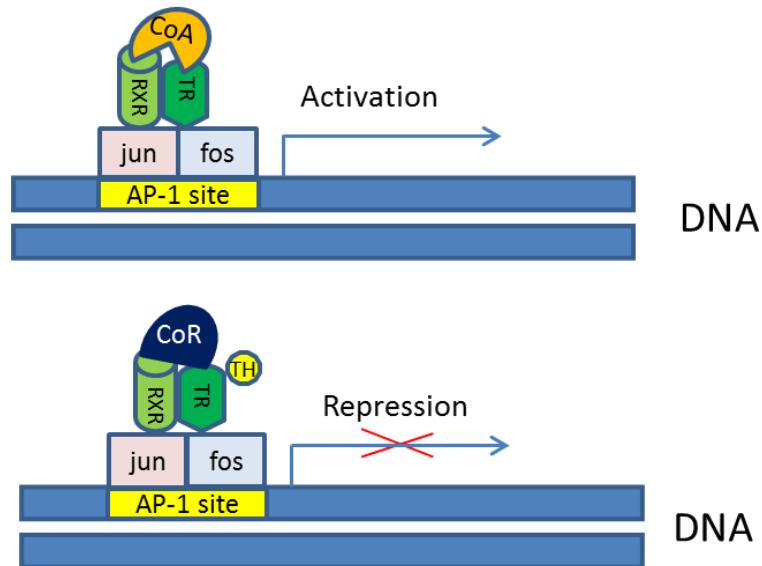 CoA
RXR
TR
Activation
jun
fos
AP-1 site
DNA
CoR
TH
RXR
TR
Repression
jun
fos
AP-1 site
DNA